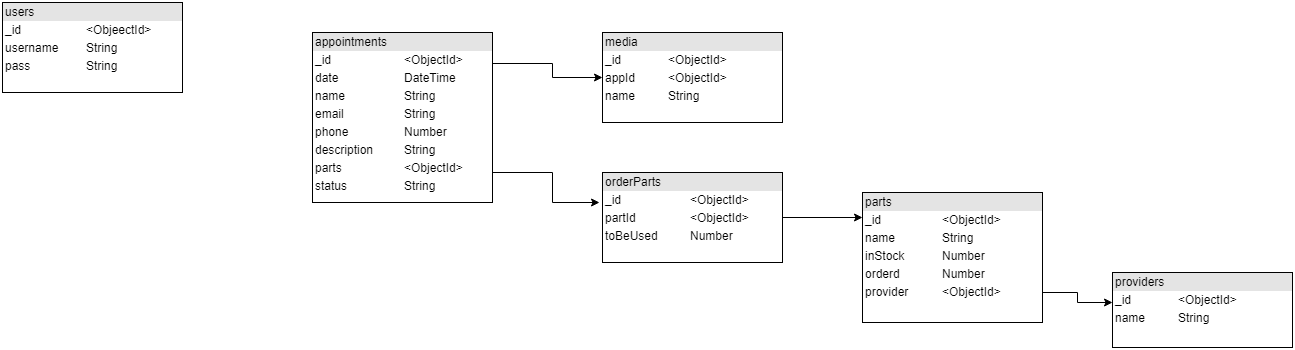 users
_id <ObjeectId>
username String
pass String
appointments
_id <ObjectId>
date DateTime
name String
email String
phone Number
description String
parts <ObjectId>
status String
media
_id <ObjectId>
appId <ObjectId>
name String
orderParts
_id <ObjectId>
partId <ObjectId>
toBeUsed Number
parts
_id <ObjectId>
name String
inStock Number
orderd Number
provider <ObjectId>
providers
_id <ObjectId>
name String